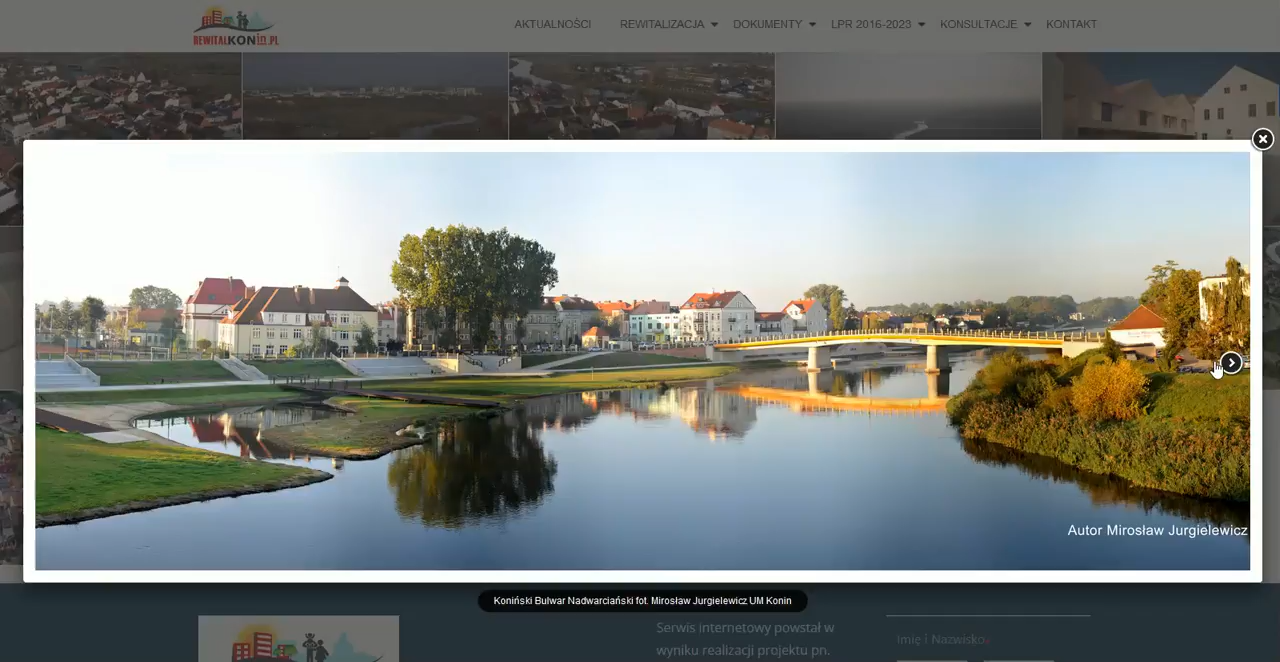 REWITALKONIN.PL
AKTUALNOŚCI
REWITALIZACJA
DOKUMENTY
LPR 2016-2023
KONSULTACJE
KONTAKT
Autor Mirosław Jurgielewicz
Koniński Bulwar Nadwarciański fot. Mirosław Jurgielewicz UM Konin
Serwis internetowy powstał w
wyniku realizacji projektu pn.
Imię i Nazwisko*